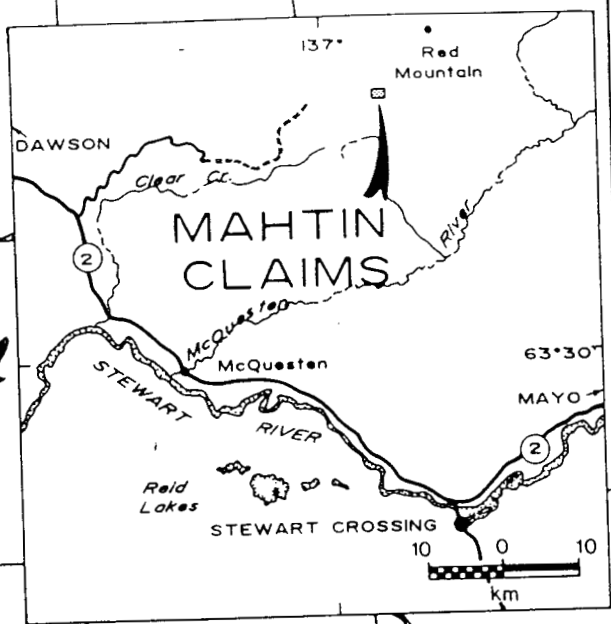 137°
Red
Mountain
DAWSON
Clear Cr.
MAHTIN
CLAIMS
2
River
McQuesten
McQuesten
63°30'
STEWART
RIVER
MAYO
2
Reid
Lakes
STEWART CROSSING
10 0 10
km